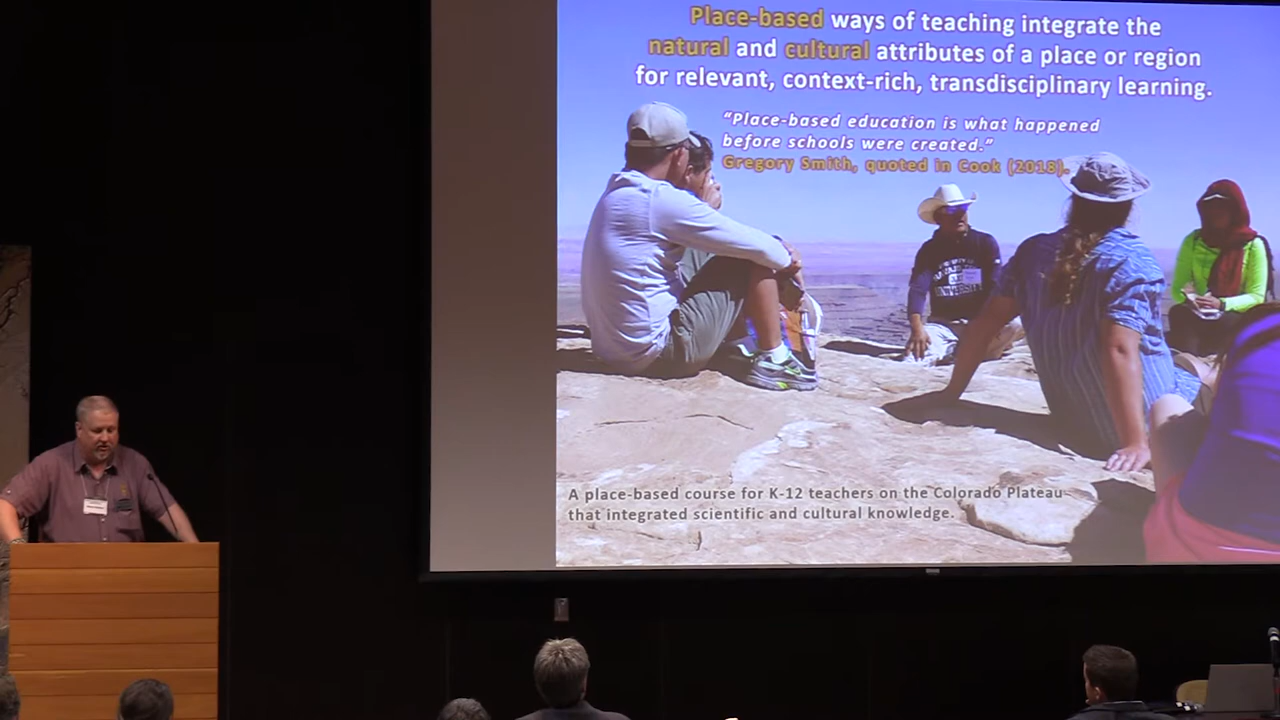 Place-based ways of teaching integrate the
natural and cultural attributes of a place or region
for relevant, context-rich, transdisciplinary learning.
"Place-based education is what happened
before schools were created."
Gregory Smith, quoted in Cook (2018).
A place-based course for K-12 teachers on the Colorado Plateau
that integrated scientific and cultural knowledge.